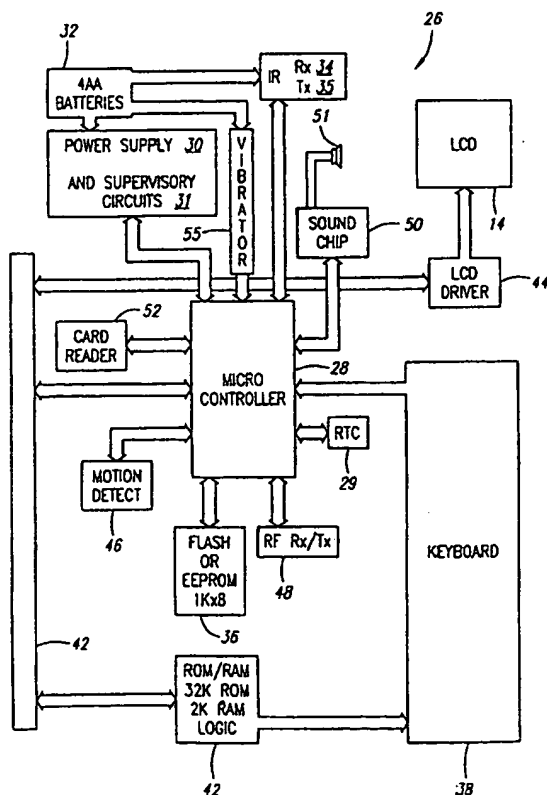 32
26
4AA
BATTERIES
IR Rx 34
Tx 35
51
LCD
14
POWER SUPPLY 30
AND SUPERVISORY
CIRCUITS 31
VIBRATOR
55
SOUND
CHIP
50
LCD
DRIVER
44
52
CARD
READER
MICRO
CONTROLLER
28
RTC
29
MOTION
DETECT
46
FLASH
OR
EEPROM
1Kx8
36
RF Rx/Tx
48
KEYBOARD
38
42
ROM/RAM
32K ROM
2K RAM
LOGIC
42